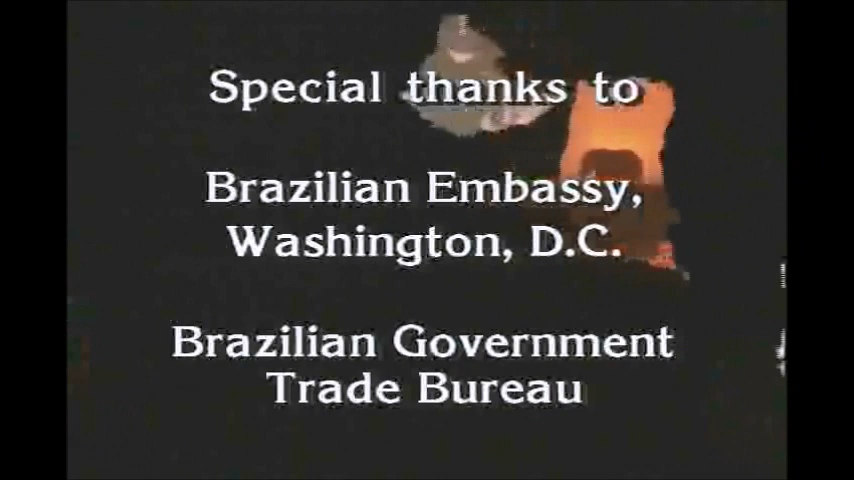 Special thanks to
Brazilian Embassy,
Washington, D.C.
Brazilian Government
Trade Bureau